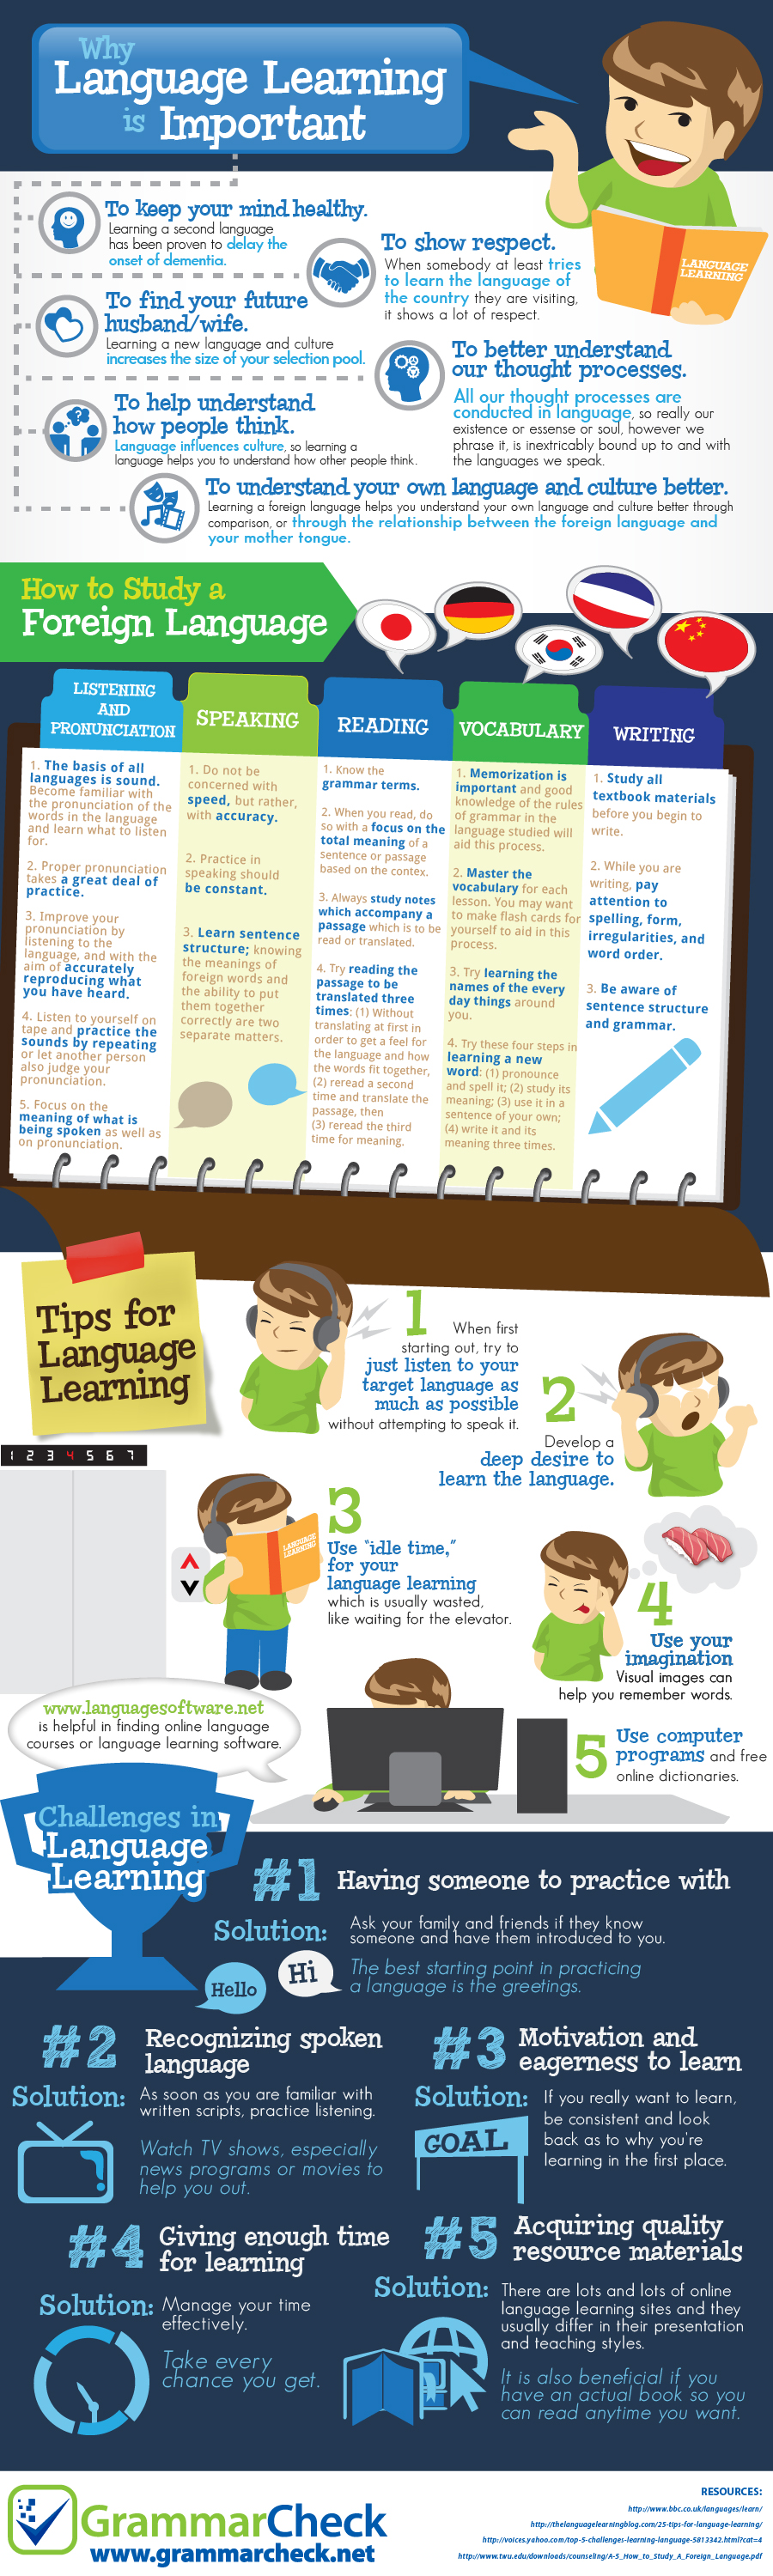 Why
Language Learning
is Important
LANGUAGE
LEARNING
To keep your mind healthy.
Learning a second language
has been proven to delay the
onset of dementia.
To show respect.
When somebody at least tries
to learn the language of
the country they are visiting,
it shows a lot of respect.
To find your future
husband/wife.
Learning a new language and culture
increases the size of your selection pool.
To better understand
our thought processes.
All our thought processes are
conducted in language, so really our
existence or essense or soul, however we
phrase it, is inextricably bound up to and with
the languages we speak.
To help understand
how people think.
Language influences culture, so learning a
language helps you to understand how other people think.
To understand your own language and culture better.
Learning a foreign language helps you understand your own language and culture better through
comparison, or through the relationship between the foreign language and
your mother tongue.
How to Study a
Foreign Language
LISTENING
AND
PRONUNCIATION
1. The basis of all
languages is sound.
Become familiar with
the pronunciation of the
words in the language
and learn what to listen
for.
2. Proper pronunciation
takes a great deal of
practice.
3. Improve your
pronunciation by
listening to the
language, and with the
aim of accurately
reproducing what
you have heard.
4. Listen to yourself on
tape and practice the
sounds by repeating
or let another person
also judge your
pronunciation.
5. Focus on the
meaning of what is
being spoken as well as
on pronunciation.
SPEAKING
1. Do not be
concerned with
speed, but rather,
with accuracy.
2. Practice in
speaking should
be constant.
3. Learn sentence
structure; knowing
the meanings of
foreign words and
the ability to put
them together
correctly are two
separate matters.
READING
1. Know the
grammar terms.
2. When you read, do
so with a focus on the
total meaning of a
sentence or passage
based on the contex.
3. Always study notes
which accompany a
passage which is to be
read or translated.
4. Try reading the
passage to be
translated three
times: (1) Without
translating at first in
order to get a feel for
the language and how
the words fit together,
(2) reread a second
time and translate the
passage, then
(3) reread the third
time for meaning.
VOCABULARY
1. Memorization is
important and good
knowledge of the rules
of grammar in the
language studied will
aid this process.
2. Master the
vocabulary for each
lesson. You may want
to make flash cards for
yourself to aid in this
process.
3. Try learning the
names of the every
day things around
you.
4. Try these four steps in
learning a new
word: (1) pronounce
and spell it; (2) study its
meaning; (3) use it in a
sentence of your own;
(4) write it and its
meaning three times.
WRITING
1. Study all
textbook materials
before you begin to
write.
2. While you are
writing, pay
attention to
spelling, form,
irregularities, and
word order.
3. Be aware of
sentence structure
and grammar.
Tips for
Language
Learning
1
When first
starting out, try to
just listen to your
target language as
much as possible
without attempting to speak it.
2
Develop a
deep desire to
learn the language.
1 2 3 4 5 6 7
LANGUAGE
LEARNING
3
Use "idle time,"
for your
language learning
which is usually wasted,
like waiting for the elevator.
4
Use your
imagination
Visual images can
help you remember words.
www.languagesoftware.net
is helpful in finding online language
courses or language learning software.
5
Use computer
programs and free
online dictionaries.
Challenges in
Language
Learning
#1 Having someone to practice with
Solution: Ask your family and friends if they know
someone and have them introduced to you.
Hello
Hi
The best starting point in practicing
a language is the greetings.
#2 Recognizing spoken
language
Solution: As soon as you are familiar with
written scripts, practice listening.
Watch TV shows, especially
news programs or movies to
help you out.
#3 Motivation and
eagerness to learn
Solution: If you really want to learn,
be consistent and look
back as to why you're
learning in the first place.
GOAL
#4 Giving enough time
for learning
Solution: Manage your time
effectively.
Take every
chance you get.
#5 Acquiring quality
resource materials
Solution: There are lots and lots of online
language learning sites and they
usually differ in their presentation
and teaching styles.
It is also beneficial if you
have an actual book so you
can read anytime you want.
GrammarCheck
www.grammarcheck.net
RESOURCES:
http://www.bbc.co.uk/languages/learn/
http://thelanguagelearningblog.com/25-tips-for-language-learning/
http://voices.yahoo.com/top-5-challenges-learning-language-5813342.html?cat=4
http://www.twu.edu/downloads/counseling/A-5_How_to_Study_A_Foreign_Language.pdf